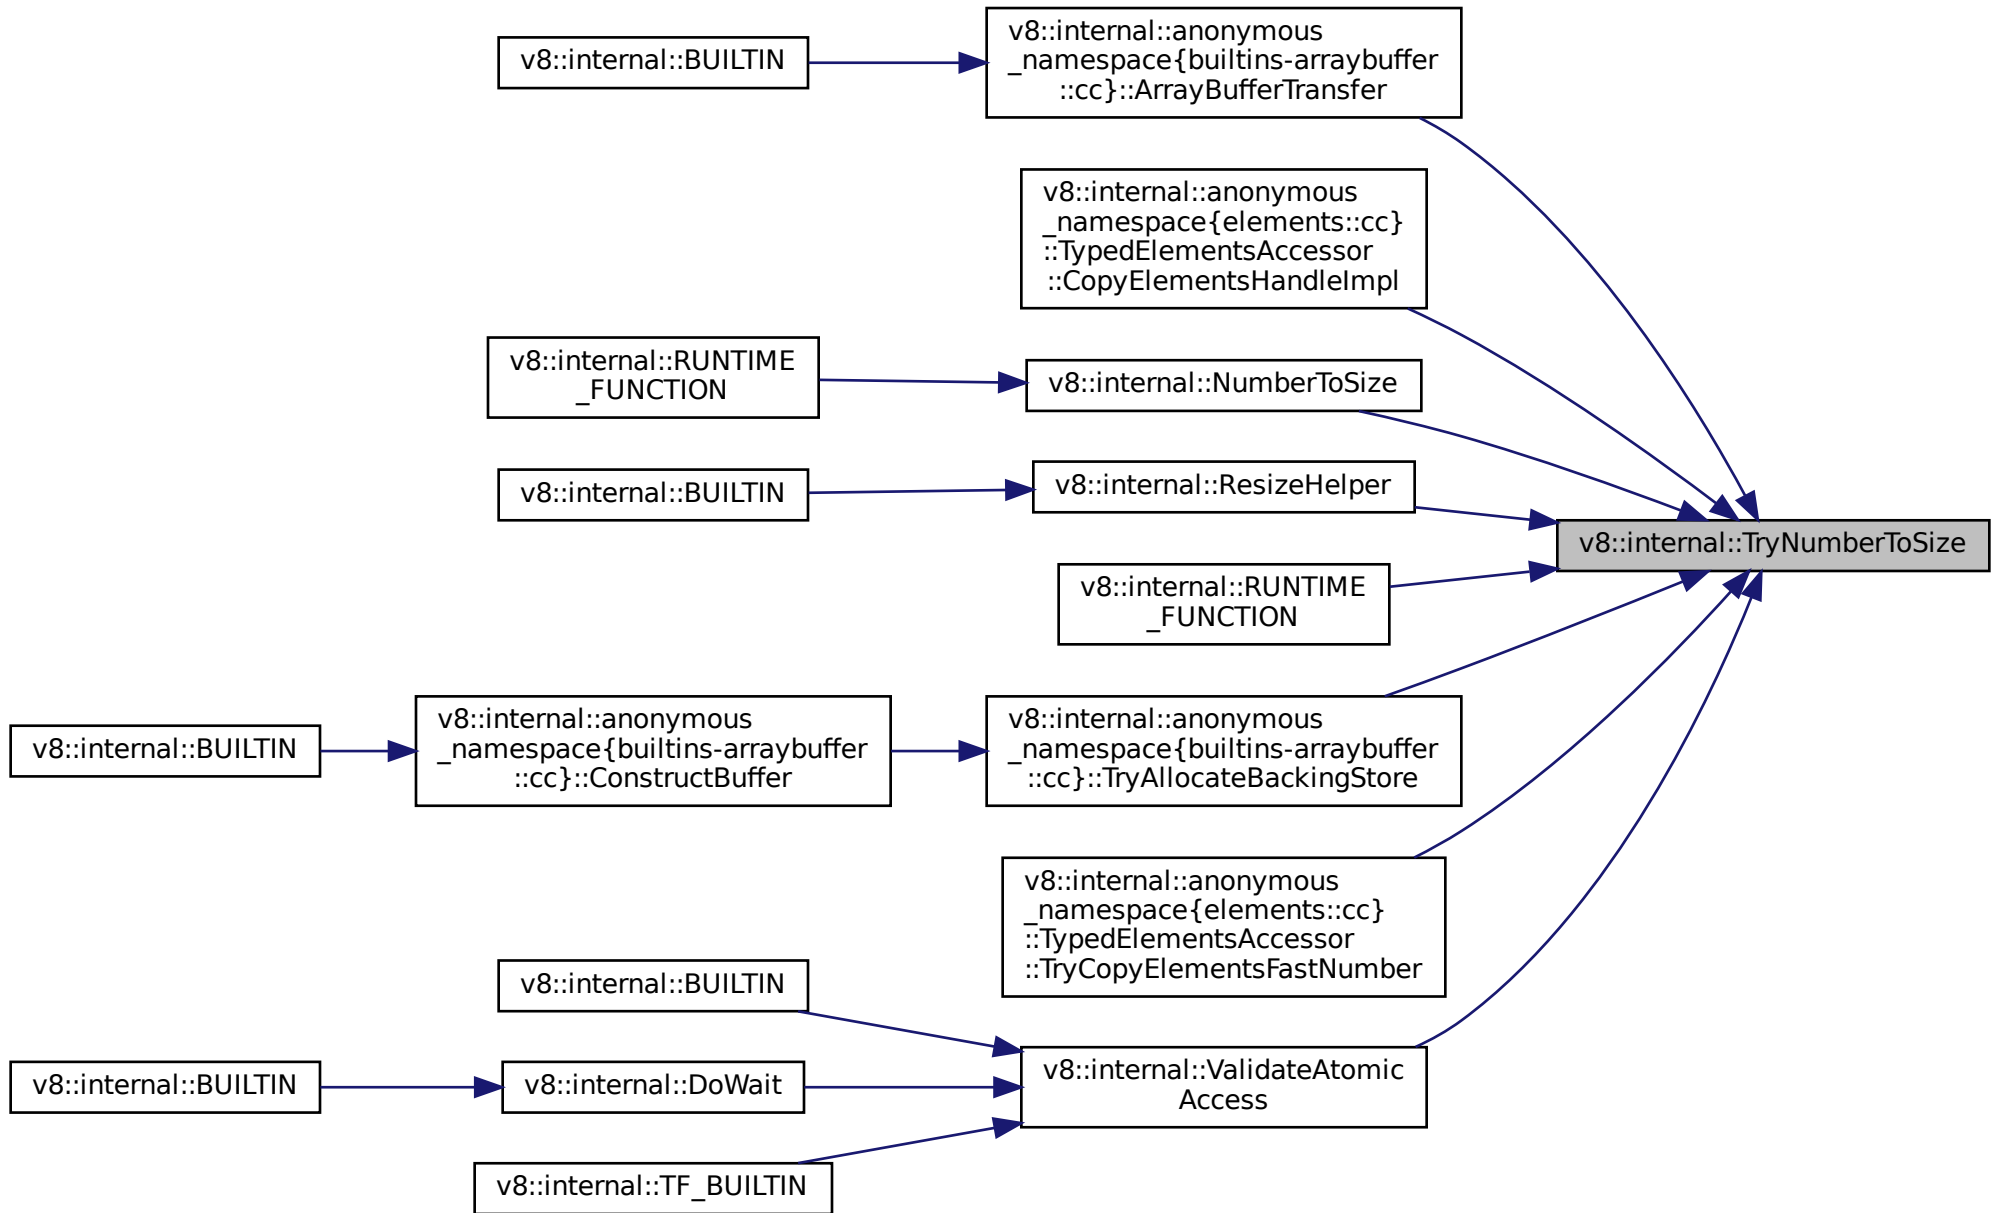 v8::internal::anonymous
_namespace{builtins-arraybuffer
::cc}::ArrayBufferTransfer
v8::internal::BUILTIN
v8::internal::anonymous
_namespace{elements::cc}
::TypedElementsAccessor
::CopyElementsHandleImpl
v8::internal::RUNTIME
_FUNCTION
v8::internal::NumberToSize
v8::internal::BUILTIN
v8::internal::ResizeHelper
v8::internal::TryNumberToSize
v8::internal::RUNTIME
_FUNCTION
v8::internal::BUILTIN
v8::internal::anonymous
_namespace{builtins-arraybuffer
::cc}::ConstructBuffer
v8::internal::anonymous
_namespace{builtins-arraybuffer
::cc}::TryAllocateBackingStore
v8::internal::anonymous
_namespace{elements::cc}
::TypedElementsAccessor
::TryCopyElementsFastNumber
v8::internal::BUILTIN
v8::internal::BUILTIN
v8::internal::DoWait
v8::internal::ValidateAtomic
Access
v8::internal::TF_BUILTIN